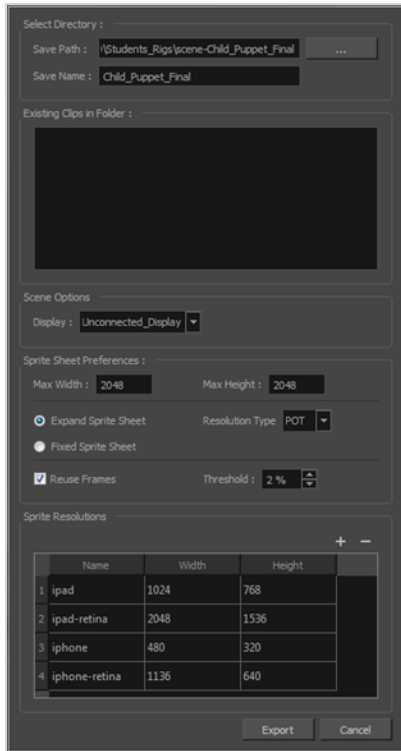 Select Directory :
Save Path : \Students_Rigs\scene-Child_Puppet_Final ...
Save Name : Child_Puppet_Final
Existing Clips in Folder :
Scene Options
Display : Unconnected_Display
Sprite Sheet Preferences :
Max Width : 2048 Max Height : 2048
Expand Sprite Sheet Resolution Type POT
Fixed Sprite Sheet
Reuse Frames Threshold : 2 %
Sprite Resolutions
+ −
Name Width Height
1 ipad 1024 768
2 ipad-retina 2048 1536
3 iphone 480 320
4 iphone-retina 1136 640
Export Cancel